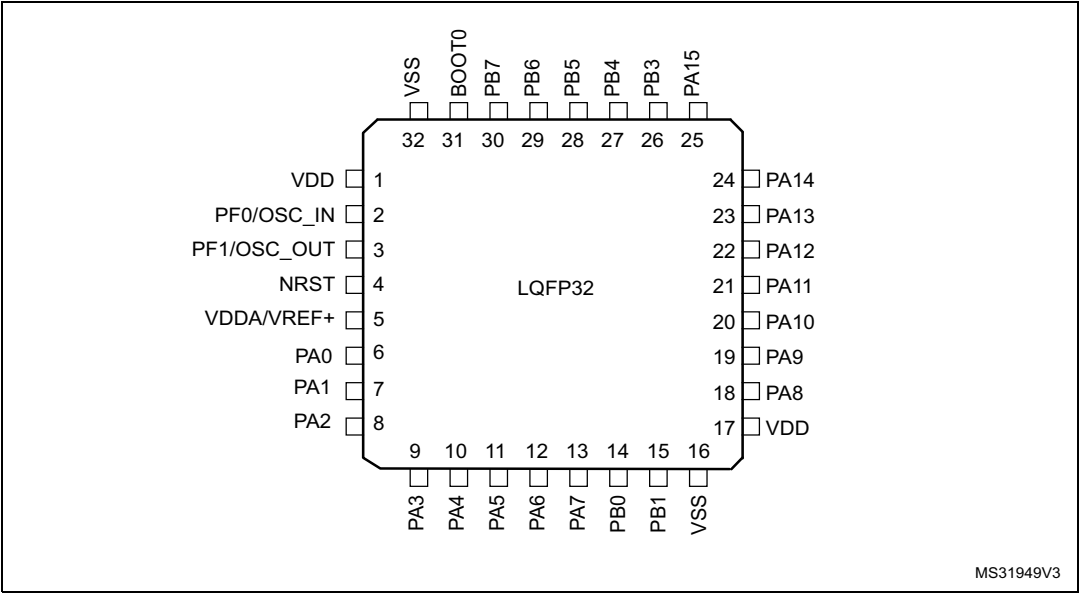 VSS BOOT0 PB7 PB6 PB5 PB4 PB3 PA15
32 31 30 29 28 27 26 25
VDD 1 24 PA14
PF0/OSC_IN 2 23 PA13
PF1/OSC_OUT 3 22 PA12
NRST 4 LQFP32 21 PA11
VDDA/VREF+ 5 20 PA10
PA0 6 19 PA9
PA1 7 18 PA8
PA2 8 17 VDD
9 10 11 12 13 14 15 16
PA3 PA4 PA5 PA6 PA7 PB0 PB1 VSS
MS31949V3